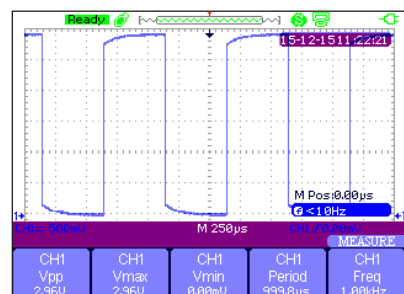 Ready
15-12-15 11:22:21
M Pos:0.00µs
f <10Hz
1
CH1= 500mV M 250µs CH1 /0.00mV
MEASURE
CH1 CH1 CH1 CH1 CH1
Vpp Vmax Vmin Period Freq
2.96V 2.96V 0.00mV 999.8µs 1.00kHz